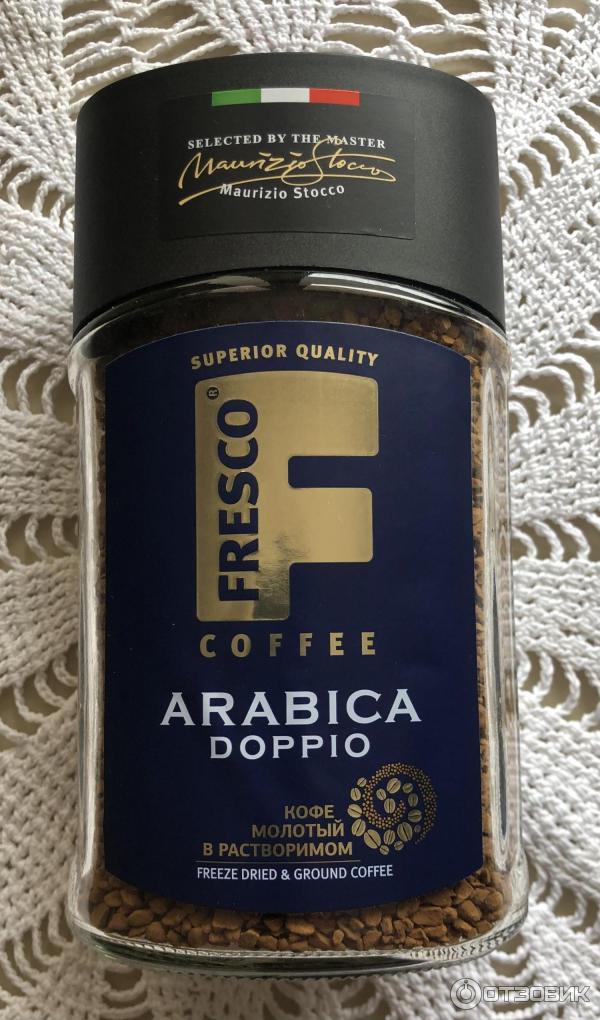 SELECTED BY THE MASTER
Maurizio Stocco
Maurizio Stocco
SUPERIOR QUALITY
FRESCO®
COFFEE
ARABICA
DOPPIO
КОФЕ
МОЛОТЫЙ
В РАСТВОРИМОМ
FREEZE DRIED & GROUND COFFEE
ОТЗОВИК